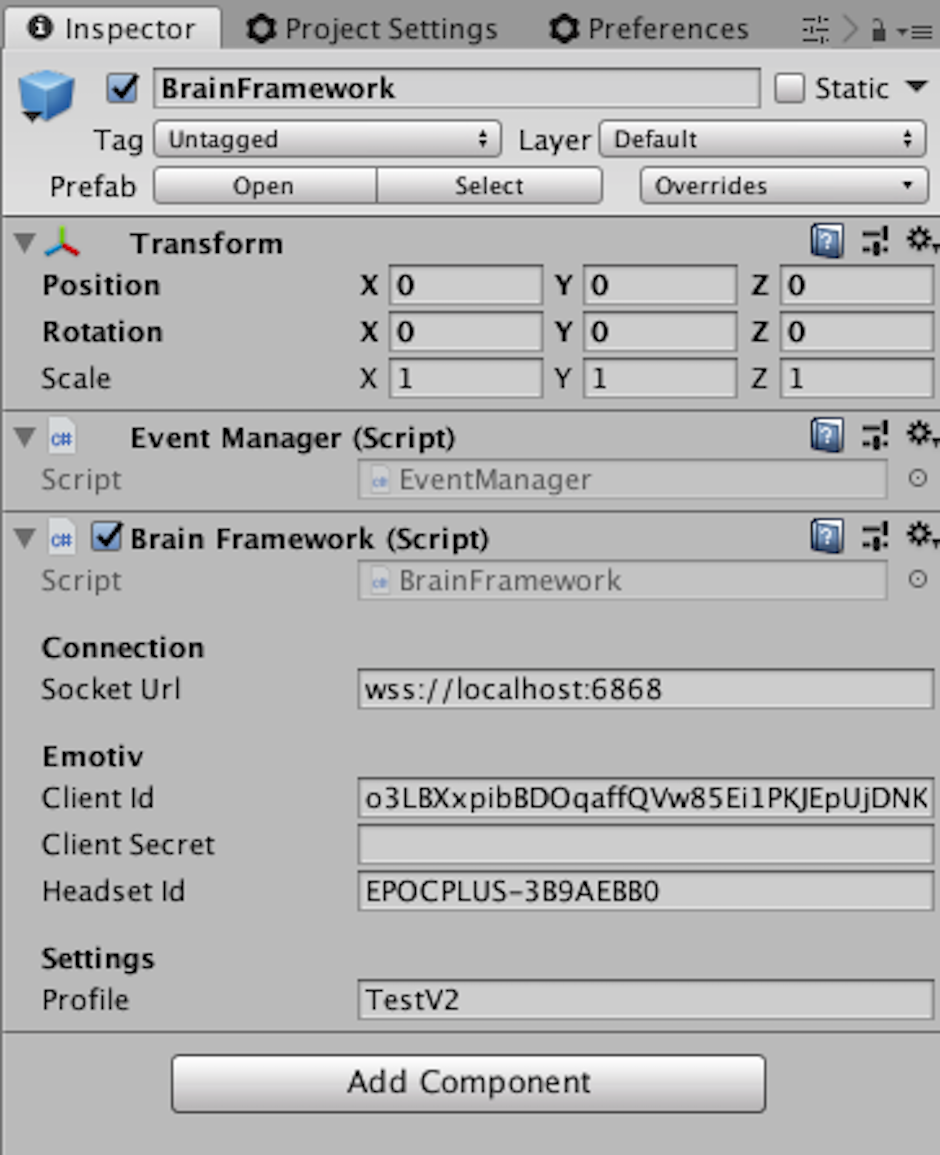 Inspector Project Settings Preferences
BrainFramework Static
Tag Untagged Layer Default
Prefab Open Select Overrides
Transform
Position X 0 Y 0 Z 0
Rotation X 0 Y 0 Z 0
Scale X 1 Y 1 Z 1
C# Event Manager (Script)
Script EventManager
C# Brain Framework (Script)
Script BrainFramework
Connection
Socket Url wss://localhost:6868
Emotiv
Client Id o3LBXxpibBDOqaffQVw85Ei1PKJEpUjDNK
Client Secret
Headset Id EPOCPLUS-3B9AEBB0
Settings
Profile TestV2
Add Component